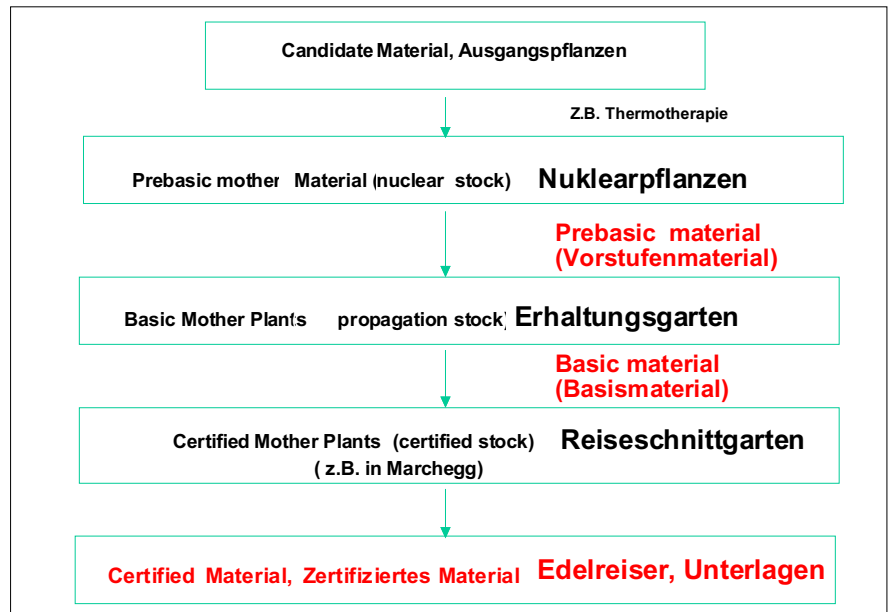 Candidate Material, Ausgangspflanzen
Z.B. Thermotherapie
Prebasic mother Material (nuclear stock) Nuklearpflanzen
Prebasic material
(Vorstufenmaterial)
Basic Mother Plants propagation stock) Erhaltungsgarten
Basic material
(Basismaterial)
Certified Mother Plants (certified stock) Reiseschnittgarten
( z.B. in Marchegg)
Certified Material, Zertifiziertes Material Edelreiser, Unterlagen